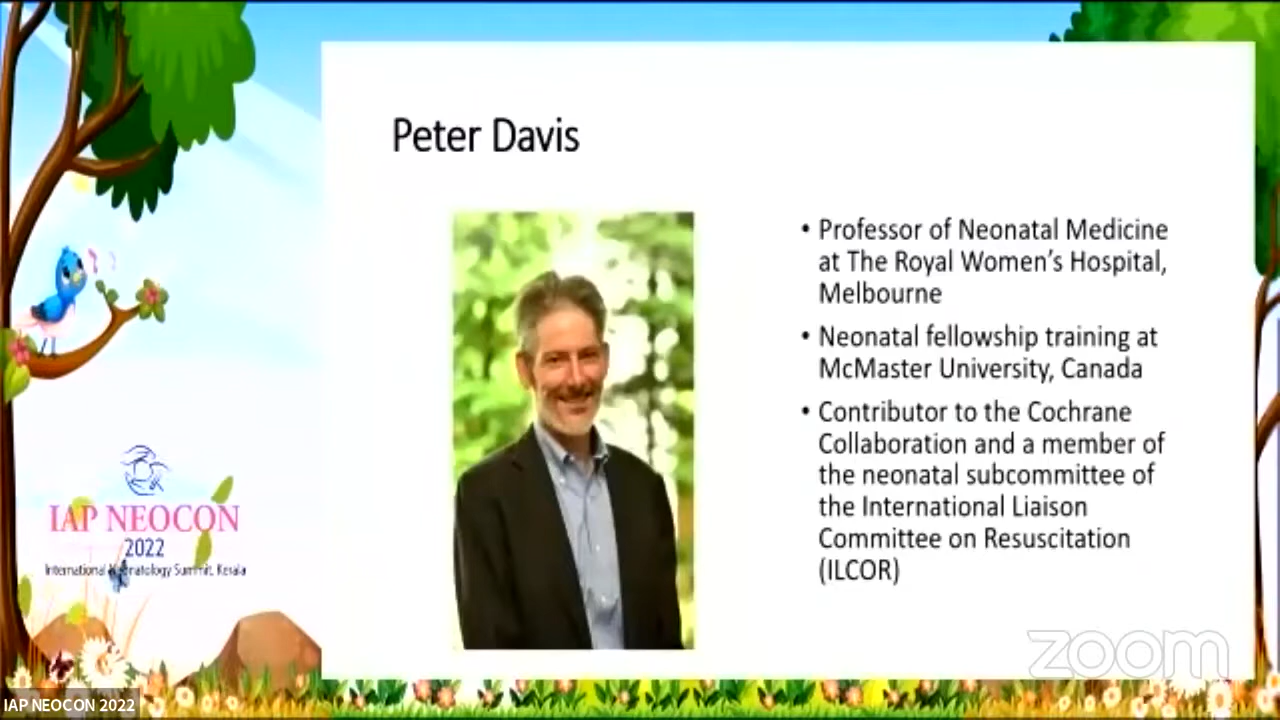 Peter Davis
• Professor of Neonatal Medicine
at The Royal Women's Hospital,
Melbourne
• Neonatal fellowship training at
McMaster University, Canada
• Contributor to the Cochrane
Collaboration and a member of
the neonatal subcommittee of
the International Liaison
Committee on Resuscitation
(ILCOR)
IAP NEOCON
2022
International Neonatology Summit, Kerala
zoom
IAP NEOCON 2022